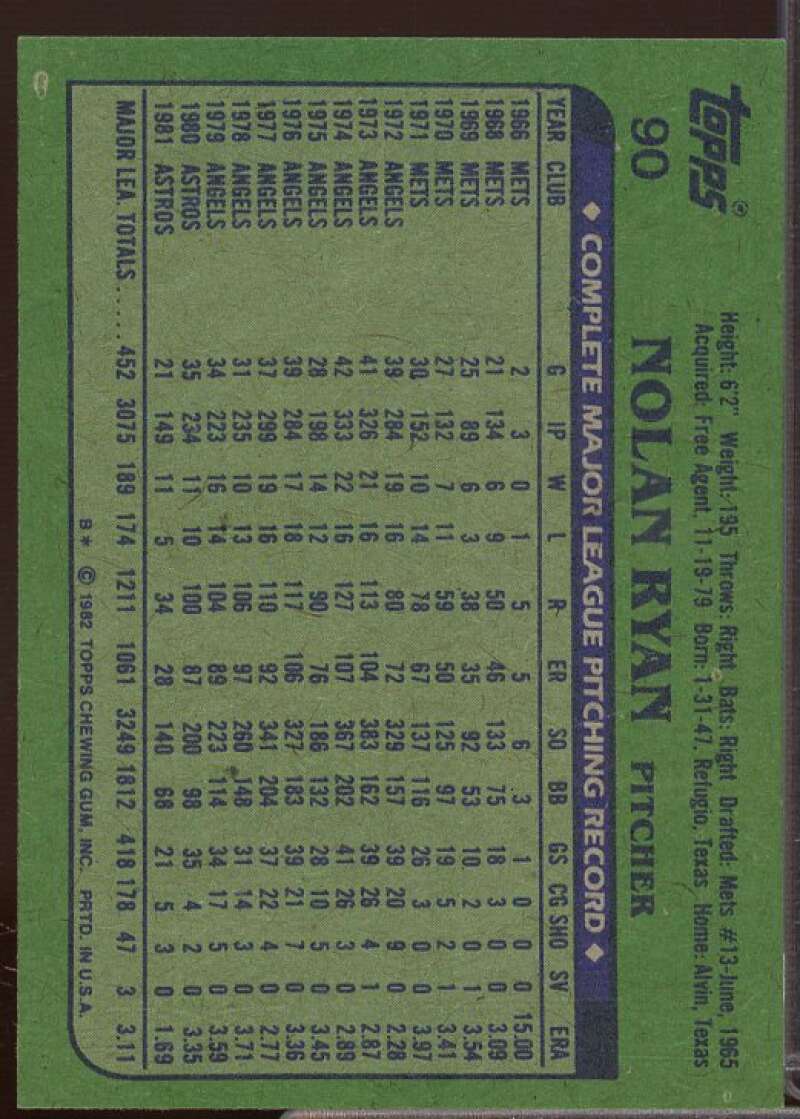 topps®
90
Height: 6'2" Weight: 195 Throws: Right Bats: Right Drafted: Mets #13-June, 1965
Acquired: Free Agent, 11-19-79 Born: 1-31-47, Refugio, Texas Home: Alvin, Texas
NOLAN RYAN PITCHER
◆ COMPLETE MAJOR LEAGUE PITCHING RECORD ◆
YEAR CLUB G IP W L R ER SO BB GS CG SHO SV ERA
1966 METS 2 3 0 1 5 5 6 3 1 0 0 0 15.00
1968 METS 21 134 6 9 50 46 133 75 18 3 0 0 3.09
1969 METS 25 89 6 3 38 35 92 53 10 2 0 1 3.54
1970 METS 27 132 7 11 59 50 125 97 19 5 2 1 3.41
1971 METS 30 152 10 14 78 67 137 116 26 3 0 0 3.97
1972 ANGELS 39 284 19 16 80 72 329 157 39 20 9 0 2.28
1973 ANGELS 41 326 21 16 113 104 383 162 39 26 4 1 2.87
1974 ANGELS 42 333 22 16 127 107 367 202 41 26 3 0 2.89
1975 ANGELS 28 198 14 12 90 76 186 132 28 10 5 0 3.45
1976 ANGELS 39 284 17 18 117 106 327 183 39 21 7 0 3.36
1977 ANGELS 37 299 19 16 110 92 341 204 37 22 4 0 2.77
1978 ANGELS 31 235 10 13 106 97 260 148 31 14 3 0 3.71
1979 ANGELS 34 223 16 14 104 89 223 114 34 17 5 0 3.59
1980 ASTROS 35 234 11 10 100 87 200 98 35 4 2 0 3.35
1981 ASTROS 21 149 11 5 34 28 140 68 21 5 3 0 1.69
MAJOR LEA. TOTALS ..... 452 3075 189 174 1211 1061 3249 1812 418 178 47 3 3.11
B* © 1982 TOPPS CHEWING GUM, INC. PRTD. IN U.S.A.